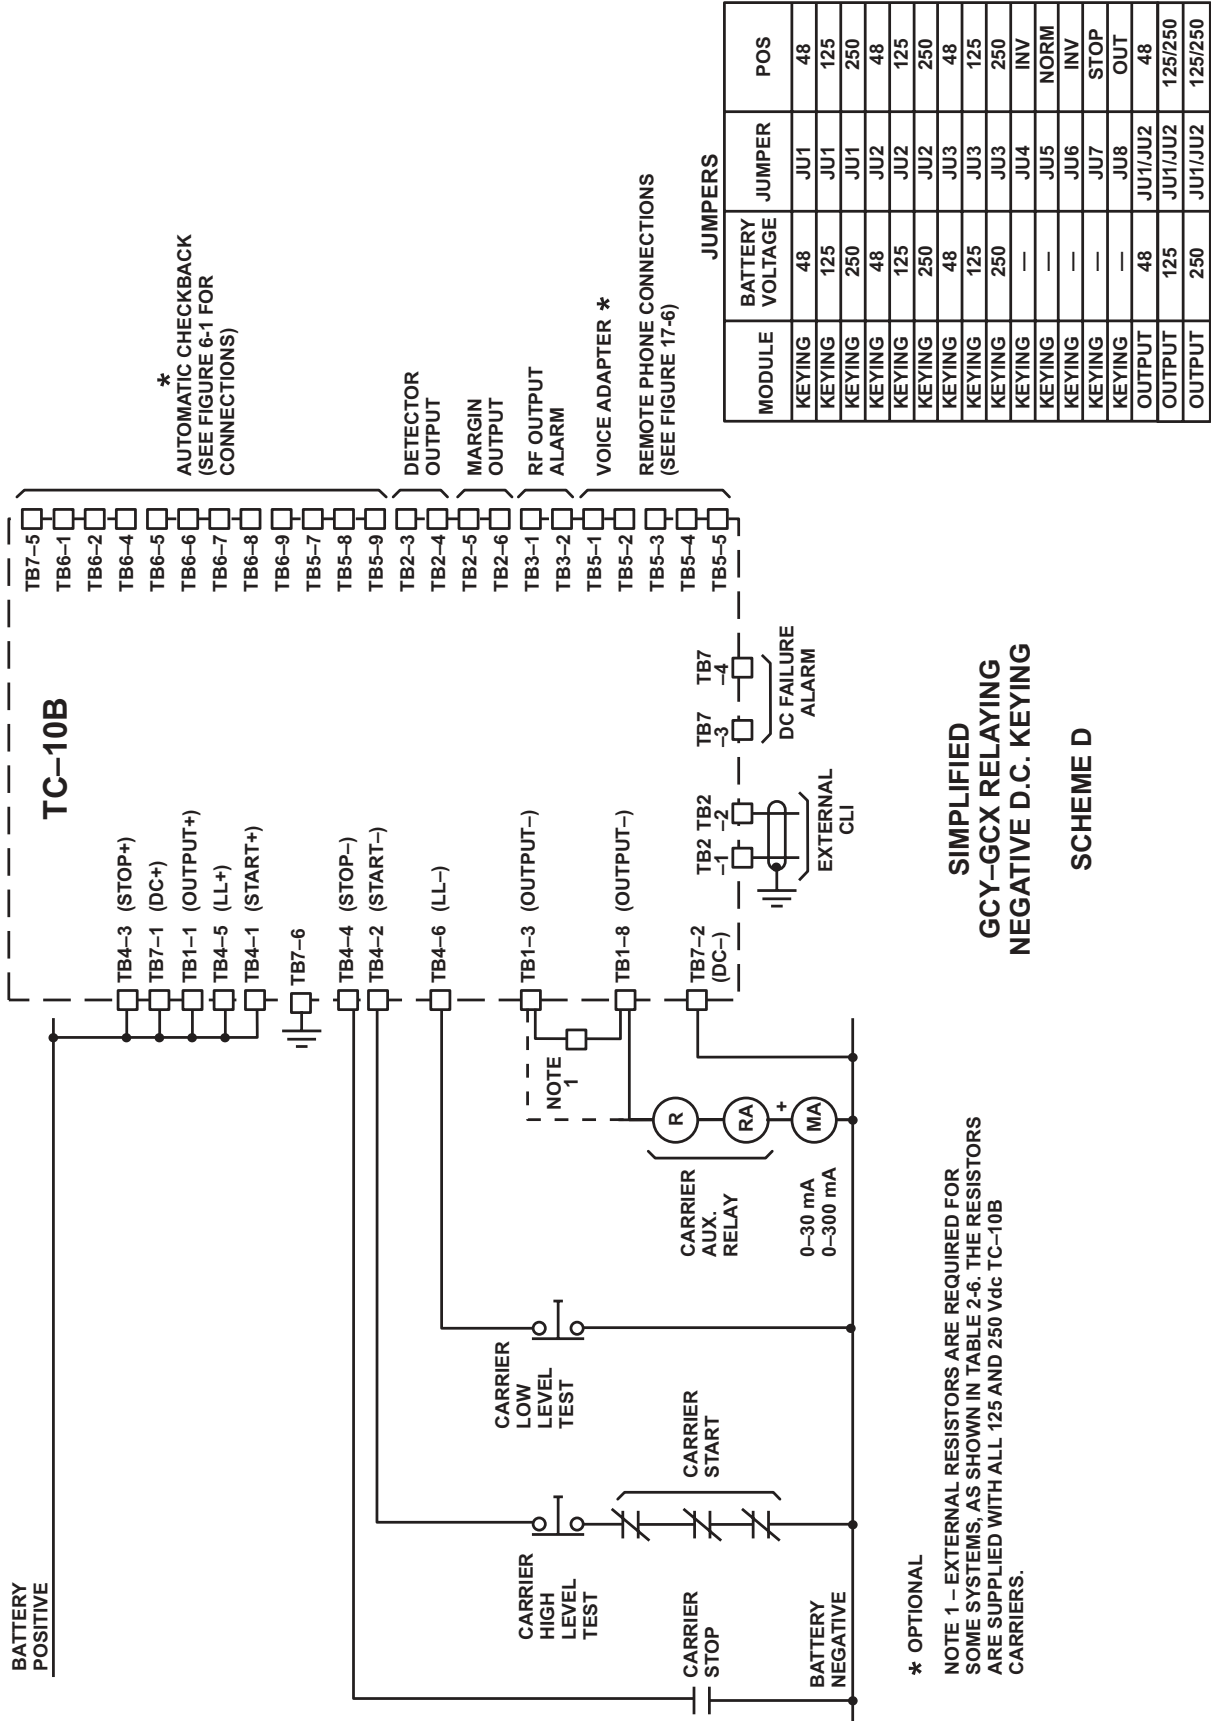 BATTERY
POSITIVE
TC–10B
TB4–3 (STOP+)
TB7–1 (DC+)
TB1–1 (OUTPUT+)
TB4–5 (LL+)
TB4–1 (START+)
TB7–6
TB4–4 (STOP–)
TB4–2 (START–)
TB4–6 (LL–)
TB1–3 (OUTPUT–)
TB1–8 (OUTPUT–)
TB7–2
(DC–)
TB7–5
TB6–1
TB6–2
TB6–4
TB6–5
TB6–6
TB6–7
TB6–8
TB6–9
TB5–7
TB5–8
TB5–9
TB2–3
TB2–4
TB2–5
TB2–6
TB3–1
TB3–2
TB5–1
TB5–2
TB5–3
TB5–4
TB5–5
*
AUTOMATIC CHECKBACK
(SEE FIGURE 6-1 FOR
CONNECTIONS)
DETECTOR
OUTPUT
MARGIN
OUTPUT
RF OUTPUT
ALARM
VOICE ADAPTER *
REMOTE PHONE CONNECTIONS
(SEE FIGURE 17-6)
TB2
–1
TB2
–2
EXTERNAL
CLI
TB7
–3
TB7
–4
DC FAILURE
ALARM
NOTE
1
R
RA
+
MA
CARRIER
AUX.
RELAY
0–30 mA
0–300 mA
CARRIER
LOW
LEVEL
TEST
CARRIER
HIGH
LEVEL
TEST
CARRIER
START
CARRIER
STOP
BATTERY
NEGATIVE
* OPTIONAL
NOTE 1 – EXTERNAL RESISTORS ARE REQUIRED FOR
SOME SYSTEMS, AS SHOWN IN TABLE 2-6. THE RESISTORS
ARE SUPPLIED WITH ALL 125 AND 250 Vdc TC–10B
CARRIERS.
SIMPLIFIED
GCY–GCX RELAYING
NEGATIVE D.C. KEYING
SCHEME D
JUMPERS
MODULE BATTERY VOLTAGE JUMPER POS
KEYING 48 JU1 48
KEYING 125 JU1 125
KEYING 250 JU1 250
KEYING 48 JU2 48
KEYING 125 JU2 125
KEYING 250 JU2 250
KEYING 48 JU3 48
KEYING 125 JU3 125
KEYING 250 JU3 250
KEYING — JU4 INV
KEYING — JU5 NORM
KEYING — JU6 INV
KEYING — JU7 STOP
KEYING — JU8 OUT
OUTPUT 48 JU1/JU2 48
OUTPUT 125 JU1/JU2 125/250
OUTPUT 250 JU1/JU2 125/250